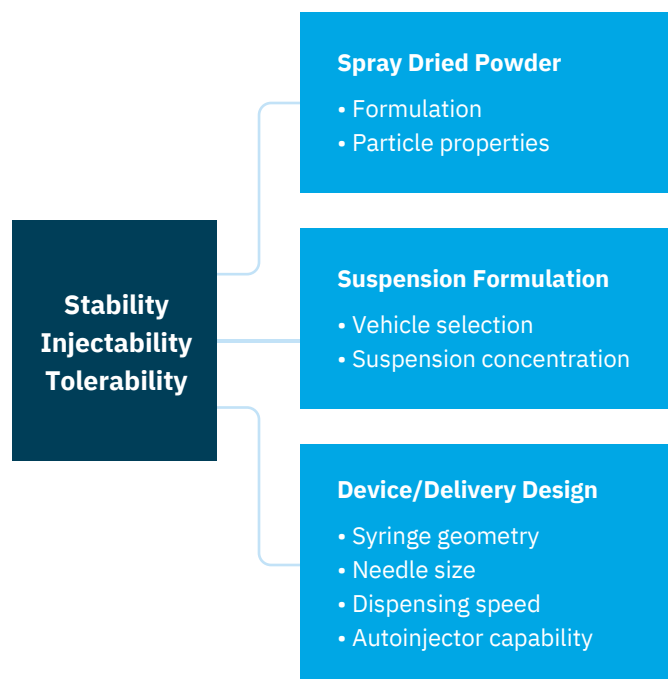 Stability
Injectability
Tolerability
Spray Dried Powder
• Formulation
• Particle properties
Suspension Formulation
• Vehicle selection
• Suspension concentration
Device/Delivery Design
• Syringe geometry
• Needle size
• Dispensing speed
• Autoinjector capability